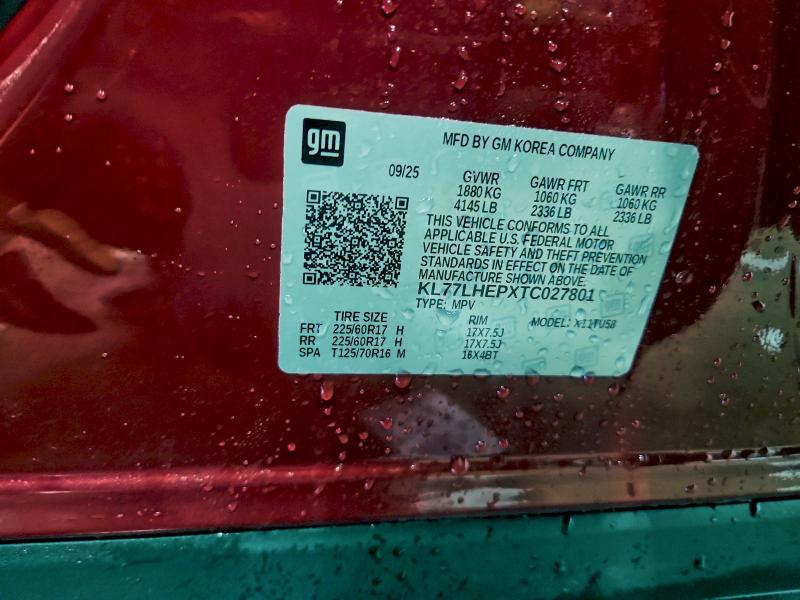 gm
MFD BY GM KOREA COMPANY
09/25 GVWR GAWR FRT GAWR RR
1880 KG 1060 KG 1060 KG
4145 LB 2336 LB 2336 LB
THIS VEHICLE CONFORMS TO ALL
APPLICABLE U.S. FEDERAL MOTOR
VEHICLE SAFETY AND THEFT PREVENTION
STANDARDS IN EFFECT ON THE DATE OF
MANUFACTURE SHOWN ABOVE.
KL77LHEPXTC027801
TYPE: MPV
TIRE SIZE RIM MODEL: X11TU58
FRT 225/60R17 H 17X7.5J
RR 225/60R17 H 17X7.5J
SPA T125/70R16 M 16X4BT